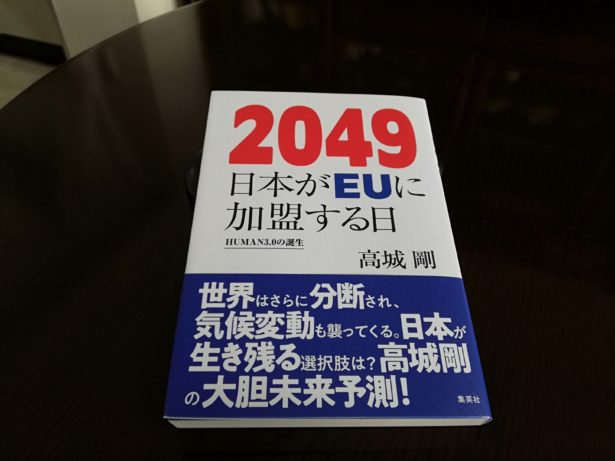 2049
日本がEUに
加盟する日
HUMAN3.0の誕生
高城 剛
世界はさらに分断され、
気候変動も襲ってくる。日本が
生き残る選択肢は?高城剛
の大胆未来予測!
集英社